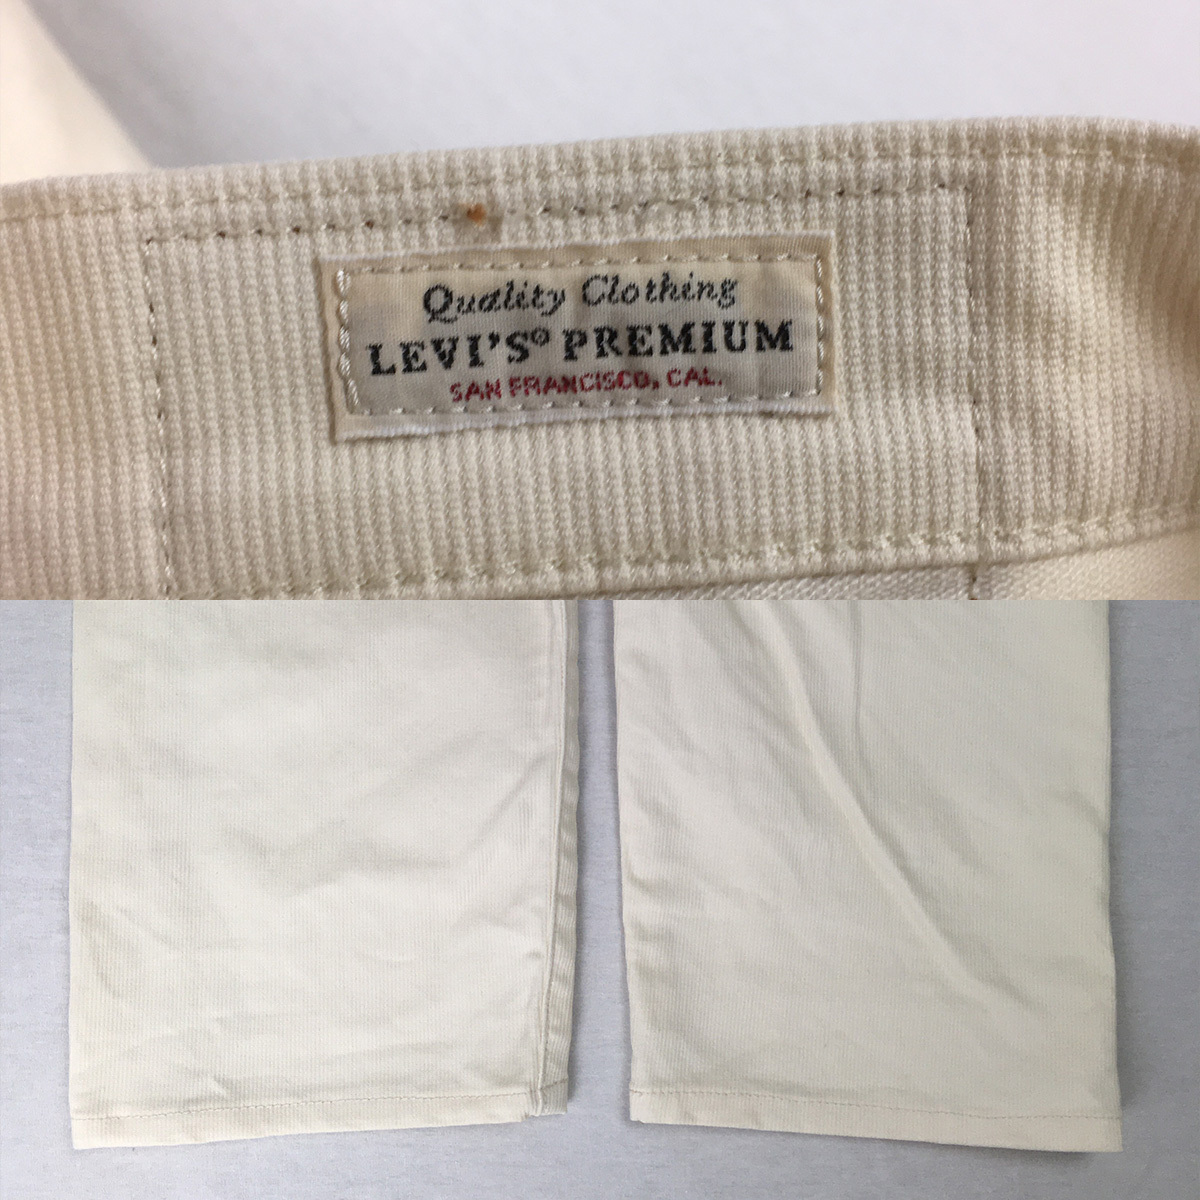 Quality Clothing
LEVI'S® PREMIUM
SAN FRANCISCO, CAL.